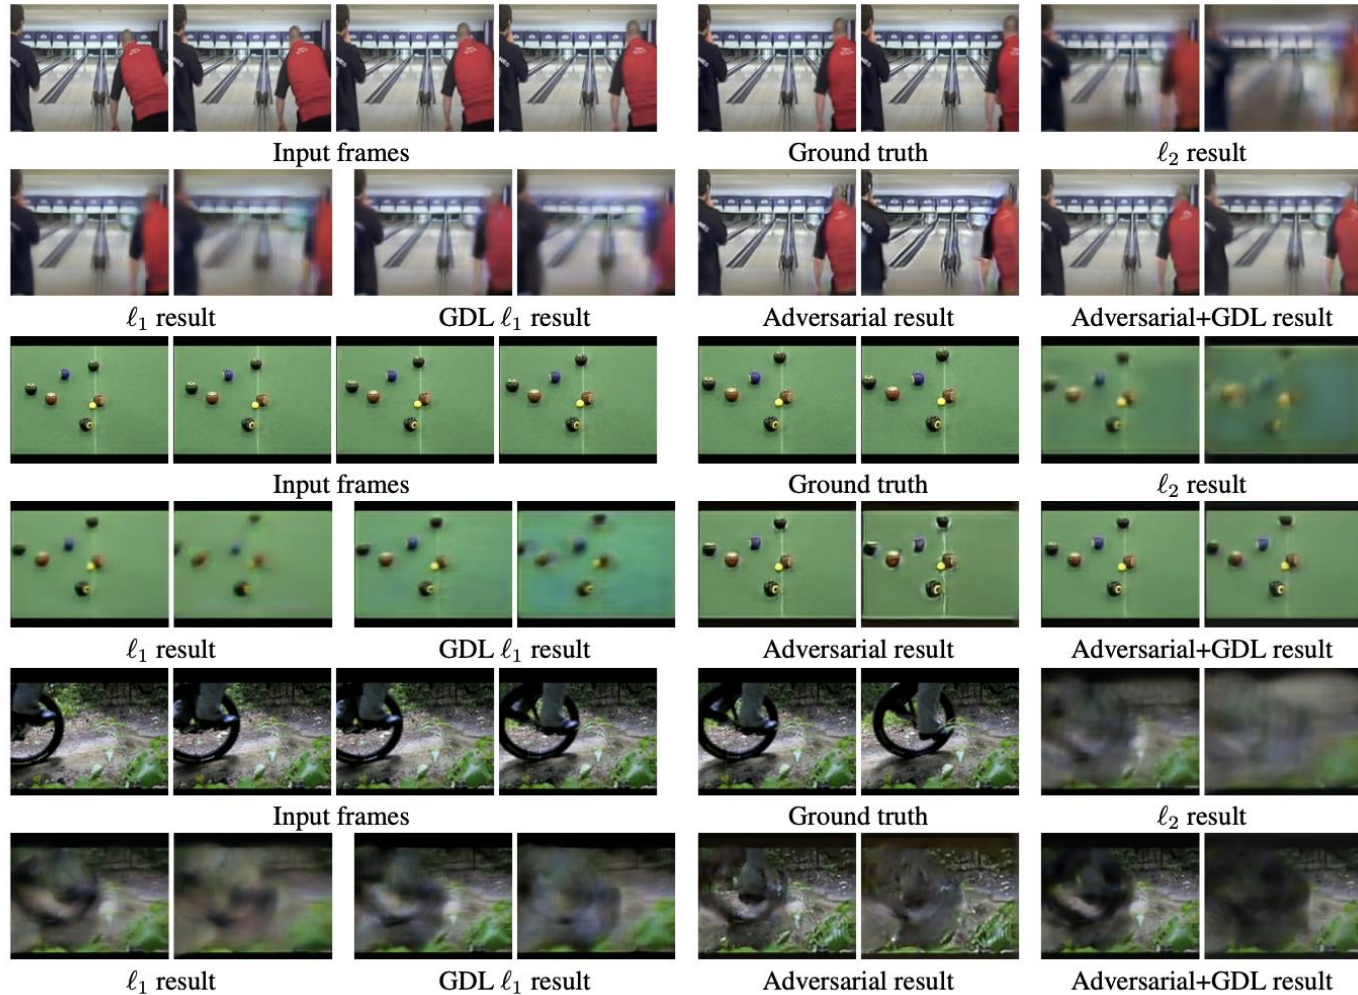 Input frames Ground truth ℓ₂ result
ℓ₁ result GDL ℓ₁ result Adversarial result Adversarial+GDL result
Input frames Ground truth ℓ₂ result
ℓ₁ result GDL ℓ₁ result Adversarial result Adversarial+GDL result
Input frames Ground truth ℓ₂ result
ℓ₁ result GDL ℓ₁ result Adversarial result Adversarial+GDL result